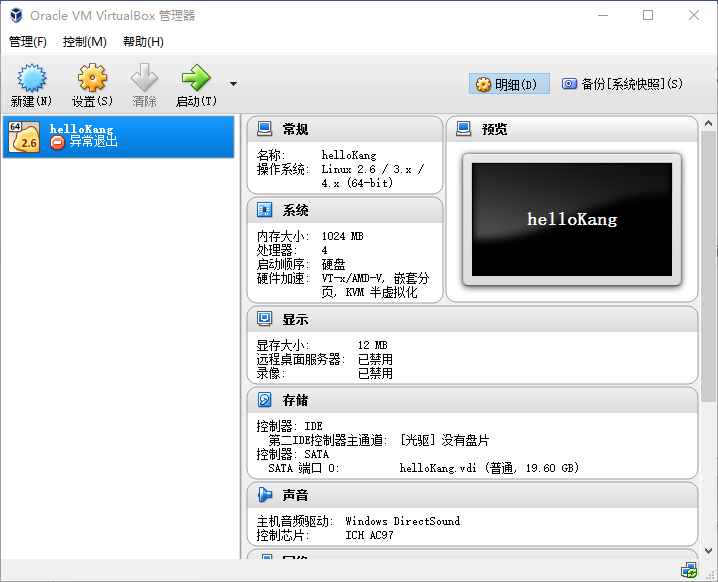 Oracle VM VirtualBox 管理器
管理(F) 控制(M) 帮助(H)
新建(N) 设置(S) 清除 启动(T) 明细(D) 备份[系统快照](S)
64 2.6 helloKang
异常退出
常规
名称: helloKang
操作系统: Linux 2.6 / 3.x /
4.x (64-bit)
预览
helloKang
系统
内存大小: 1024 MB
处理器: 4
启动顺序: 硬盘
硬件加速: VT-x/AMD-V, 嵌套分
页, KVM 半虚拟化
显示
显存大小: 12 MB
远程桌面服务器: 已禁用
录像: 已禁用
存储
控制器: IDE
第二IDE控制器主通道: [光驱] 没有盘片
控制器: SATA
SATA 端口 0: helloKang.vdi (普通, 19.60 GB)
声音
主机音频驱动: Windows DirectSound
控制芯片: ICH AC97